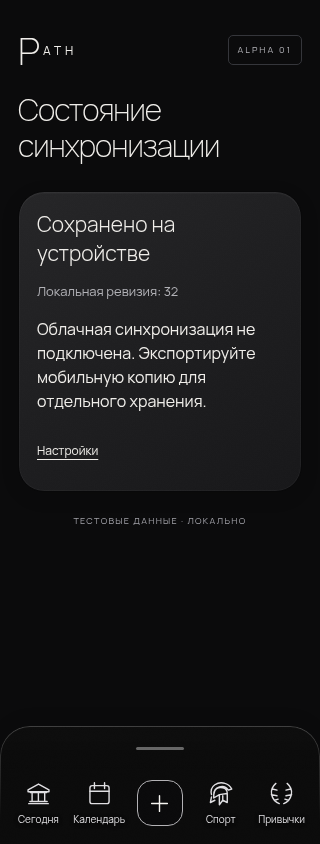 PATH
ALPHA 01
Состояние
синхронизации
Сохранено на
устройстве
Локальная ревизия: 32
Облачная синхронизация не
подключена. Экспортируйте
мобильную копию для
отдельного хранения.
Настройки
ТЕСТОВЫЕ ДАННЫЕ · ЛОКАЛЬНО
Сегодня Календарь Спорт Привычки